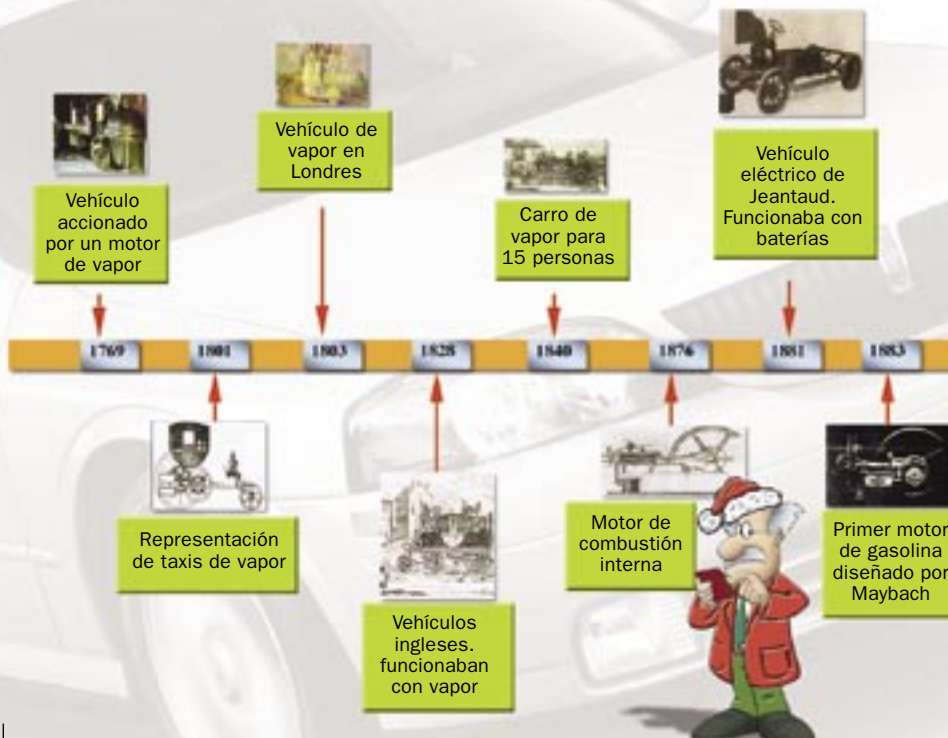 Vehículo de
vapor en
Londres
Vehículo
accionado
por un motor
de vapor
Carro de
vapor para
15 personas
Vehículo
eléctrico de
Jeantaud.
Funcionaba con
baterías
1769
1801
1803
1828
1840
1876
1881
1883
Representación
de taxis de vapor
Vehículos
ingleses.
funcionaban
con vapor
Motor de
combustión
interna
Primer motor
de gasolina
diseñado por
Maybach